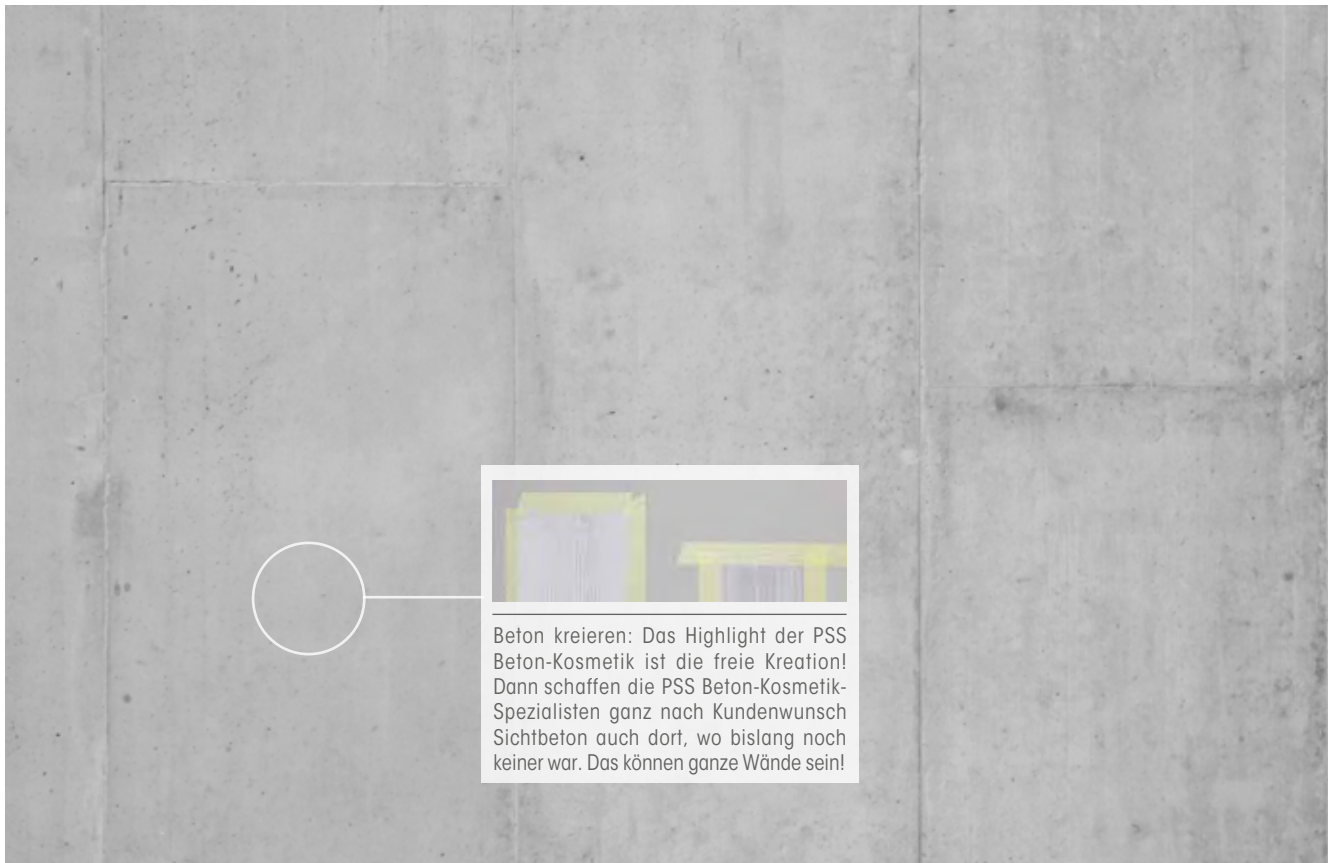 Beton kreieren: Das Highlight der PSS
Beton-Kosmetik ist die freie Kreation!
Dann schaffen die PSS Beton-Kosmetik-
Spezialisten ganz nach Kundenwunsch
Sichtbeton auch dort, wo bislang noch
keiner war. Das können ganze Wände sein!